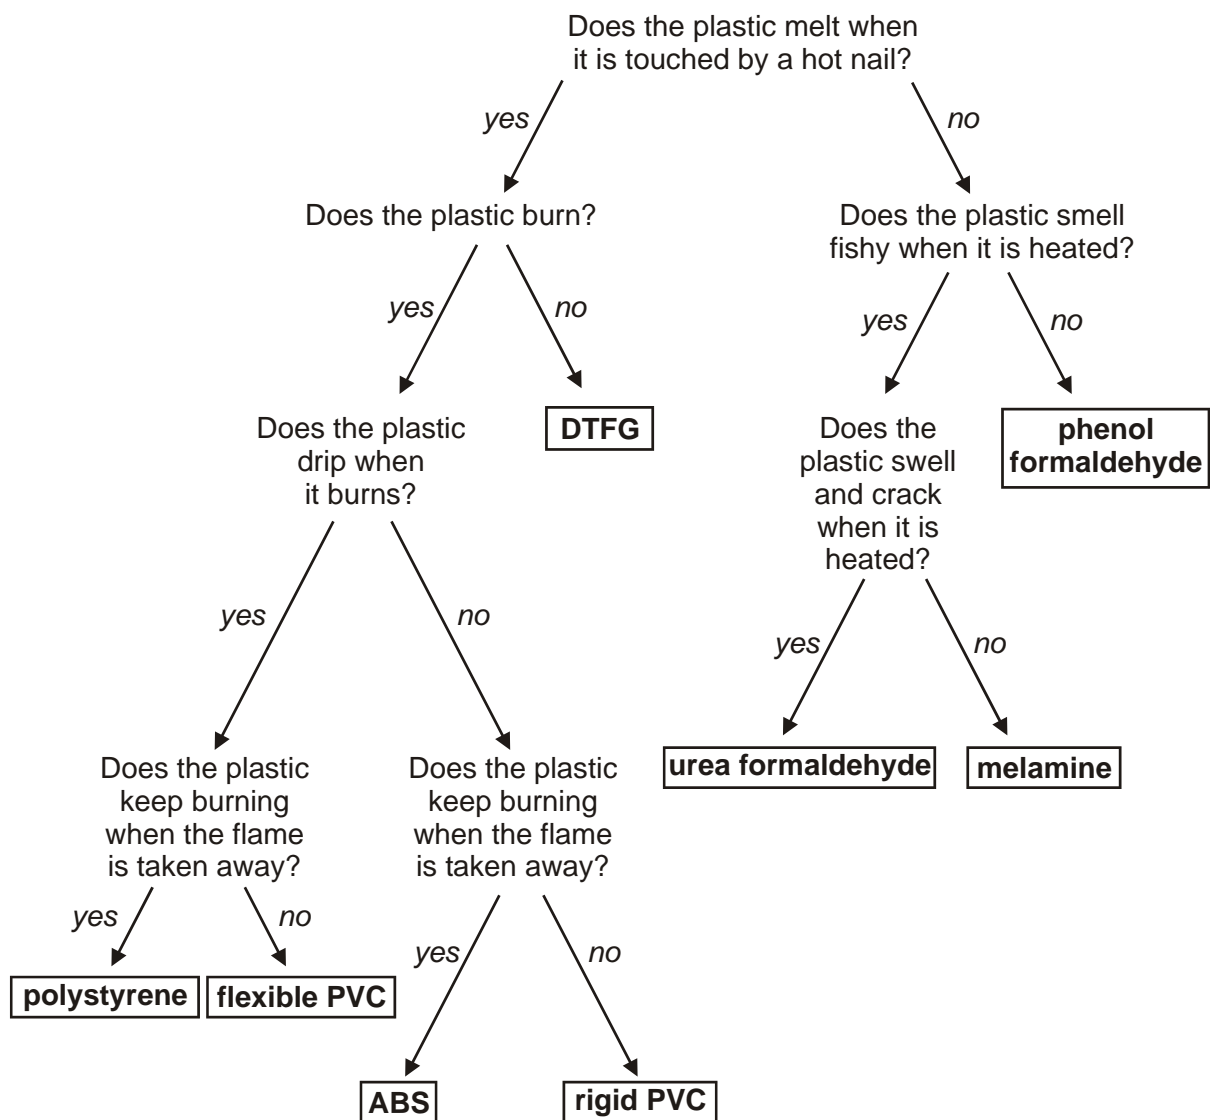 Does the plastic melt when
it is touched by a hot nail?
yes
no
Does the plastic burn?
Does the plastic smell
fishy when it is heated?
yes
no
yes
no
Does the plastic
drip when
it burns?
DTFG
Does the
plastic swell
and crack
when it is
heated?
phenol
formaldehyde
yes
no
yes
no
Does the plastic
keep burning
when the flame
is taken away?
Does the plastic
keep burning
when the flame
is taken away?
urea formaldehyde
melamine
yes
no
yes
no
polystyrene
flexible PVC
ABS
rigid PVC